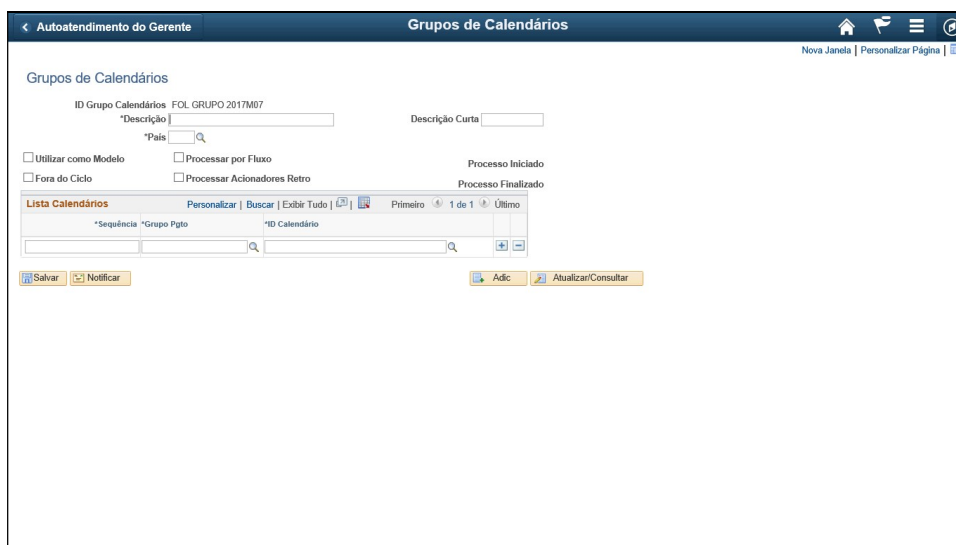 Autoatendimento do Gerente Grupos de Calendários
Nova Janela | Personalizar Página |
Grupos de Calendários
ID Grupo Calendários FOL GRUPO 2017M07
*Descrição Descrição Curta
*País
Utilizar como Modelo Processar por Fluxo Processo Iniciado
Fora do Ciclo Processar Acionadores Retro Processo Finalizado
Lista Calendários Personalizar | Buscar | Exibir Tudo | | Primeiro 1 de 1 Último
*Sequência *Grupo Pgto *ID Calendário
Salvar Notificar Adic Atualizar/Consultar